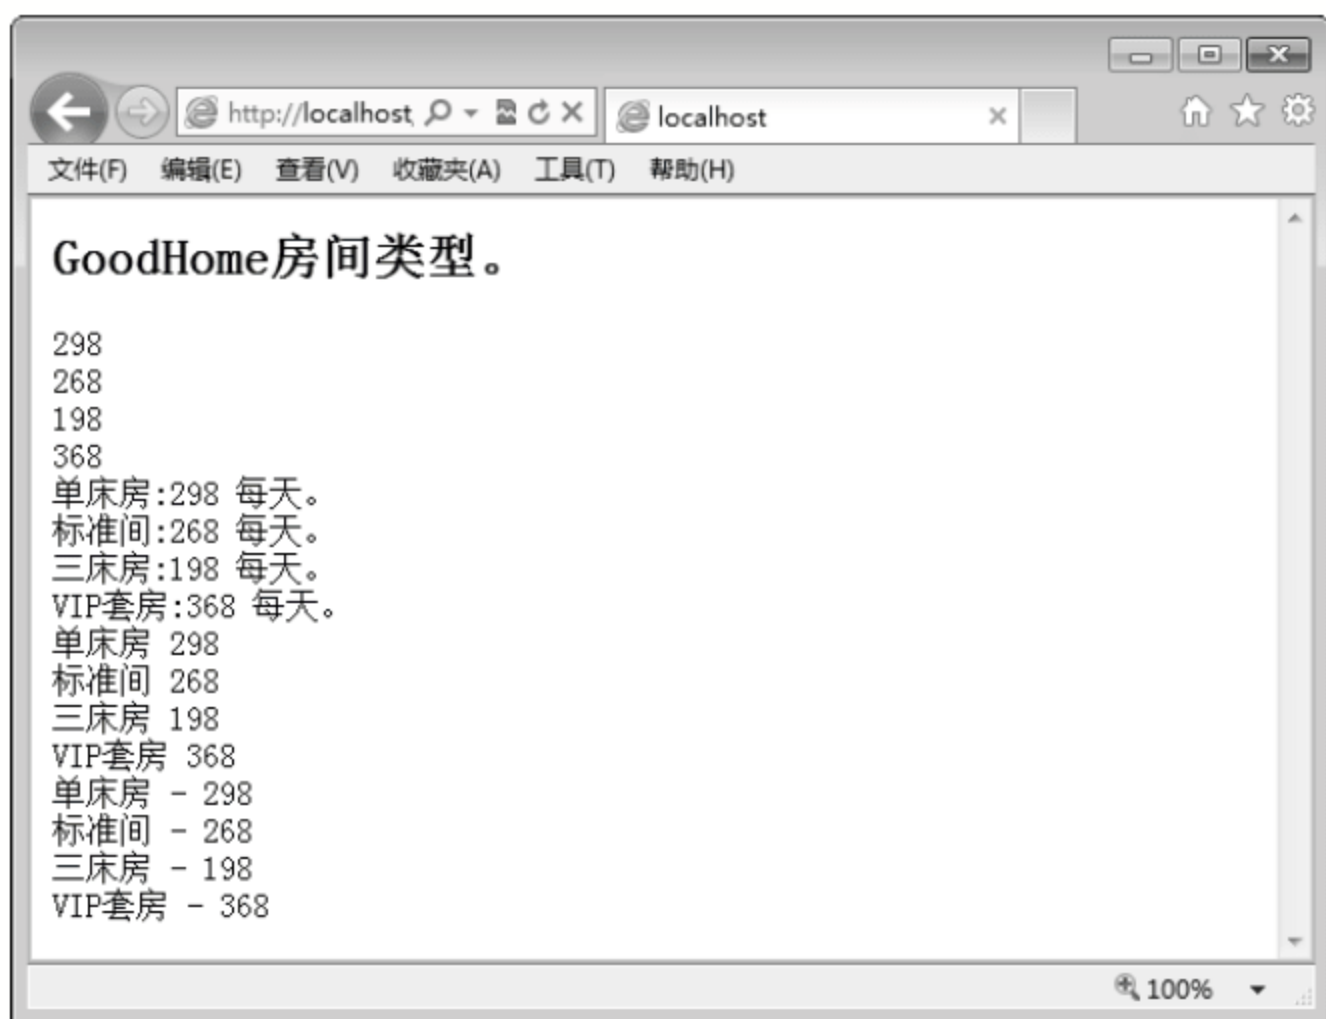 http://localhost
localhost
文件(F) 编辑(E) 查看(V) 收藏夹(A) 工具(T) 帮助(H)
GoodHome房间类型。
298
268
198
368
单床房:298 每天。
标准间:268 每天。
三床房:198 每天。
VIP套房:368 每天。
单床房 298
标准间 268
三床房 198
VIP套房 368
单床房 - 298
标准间 - 268
三床房 - 198
VIP套房 - 368
100%